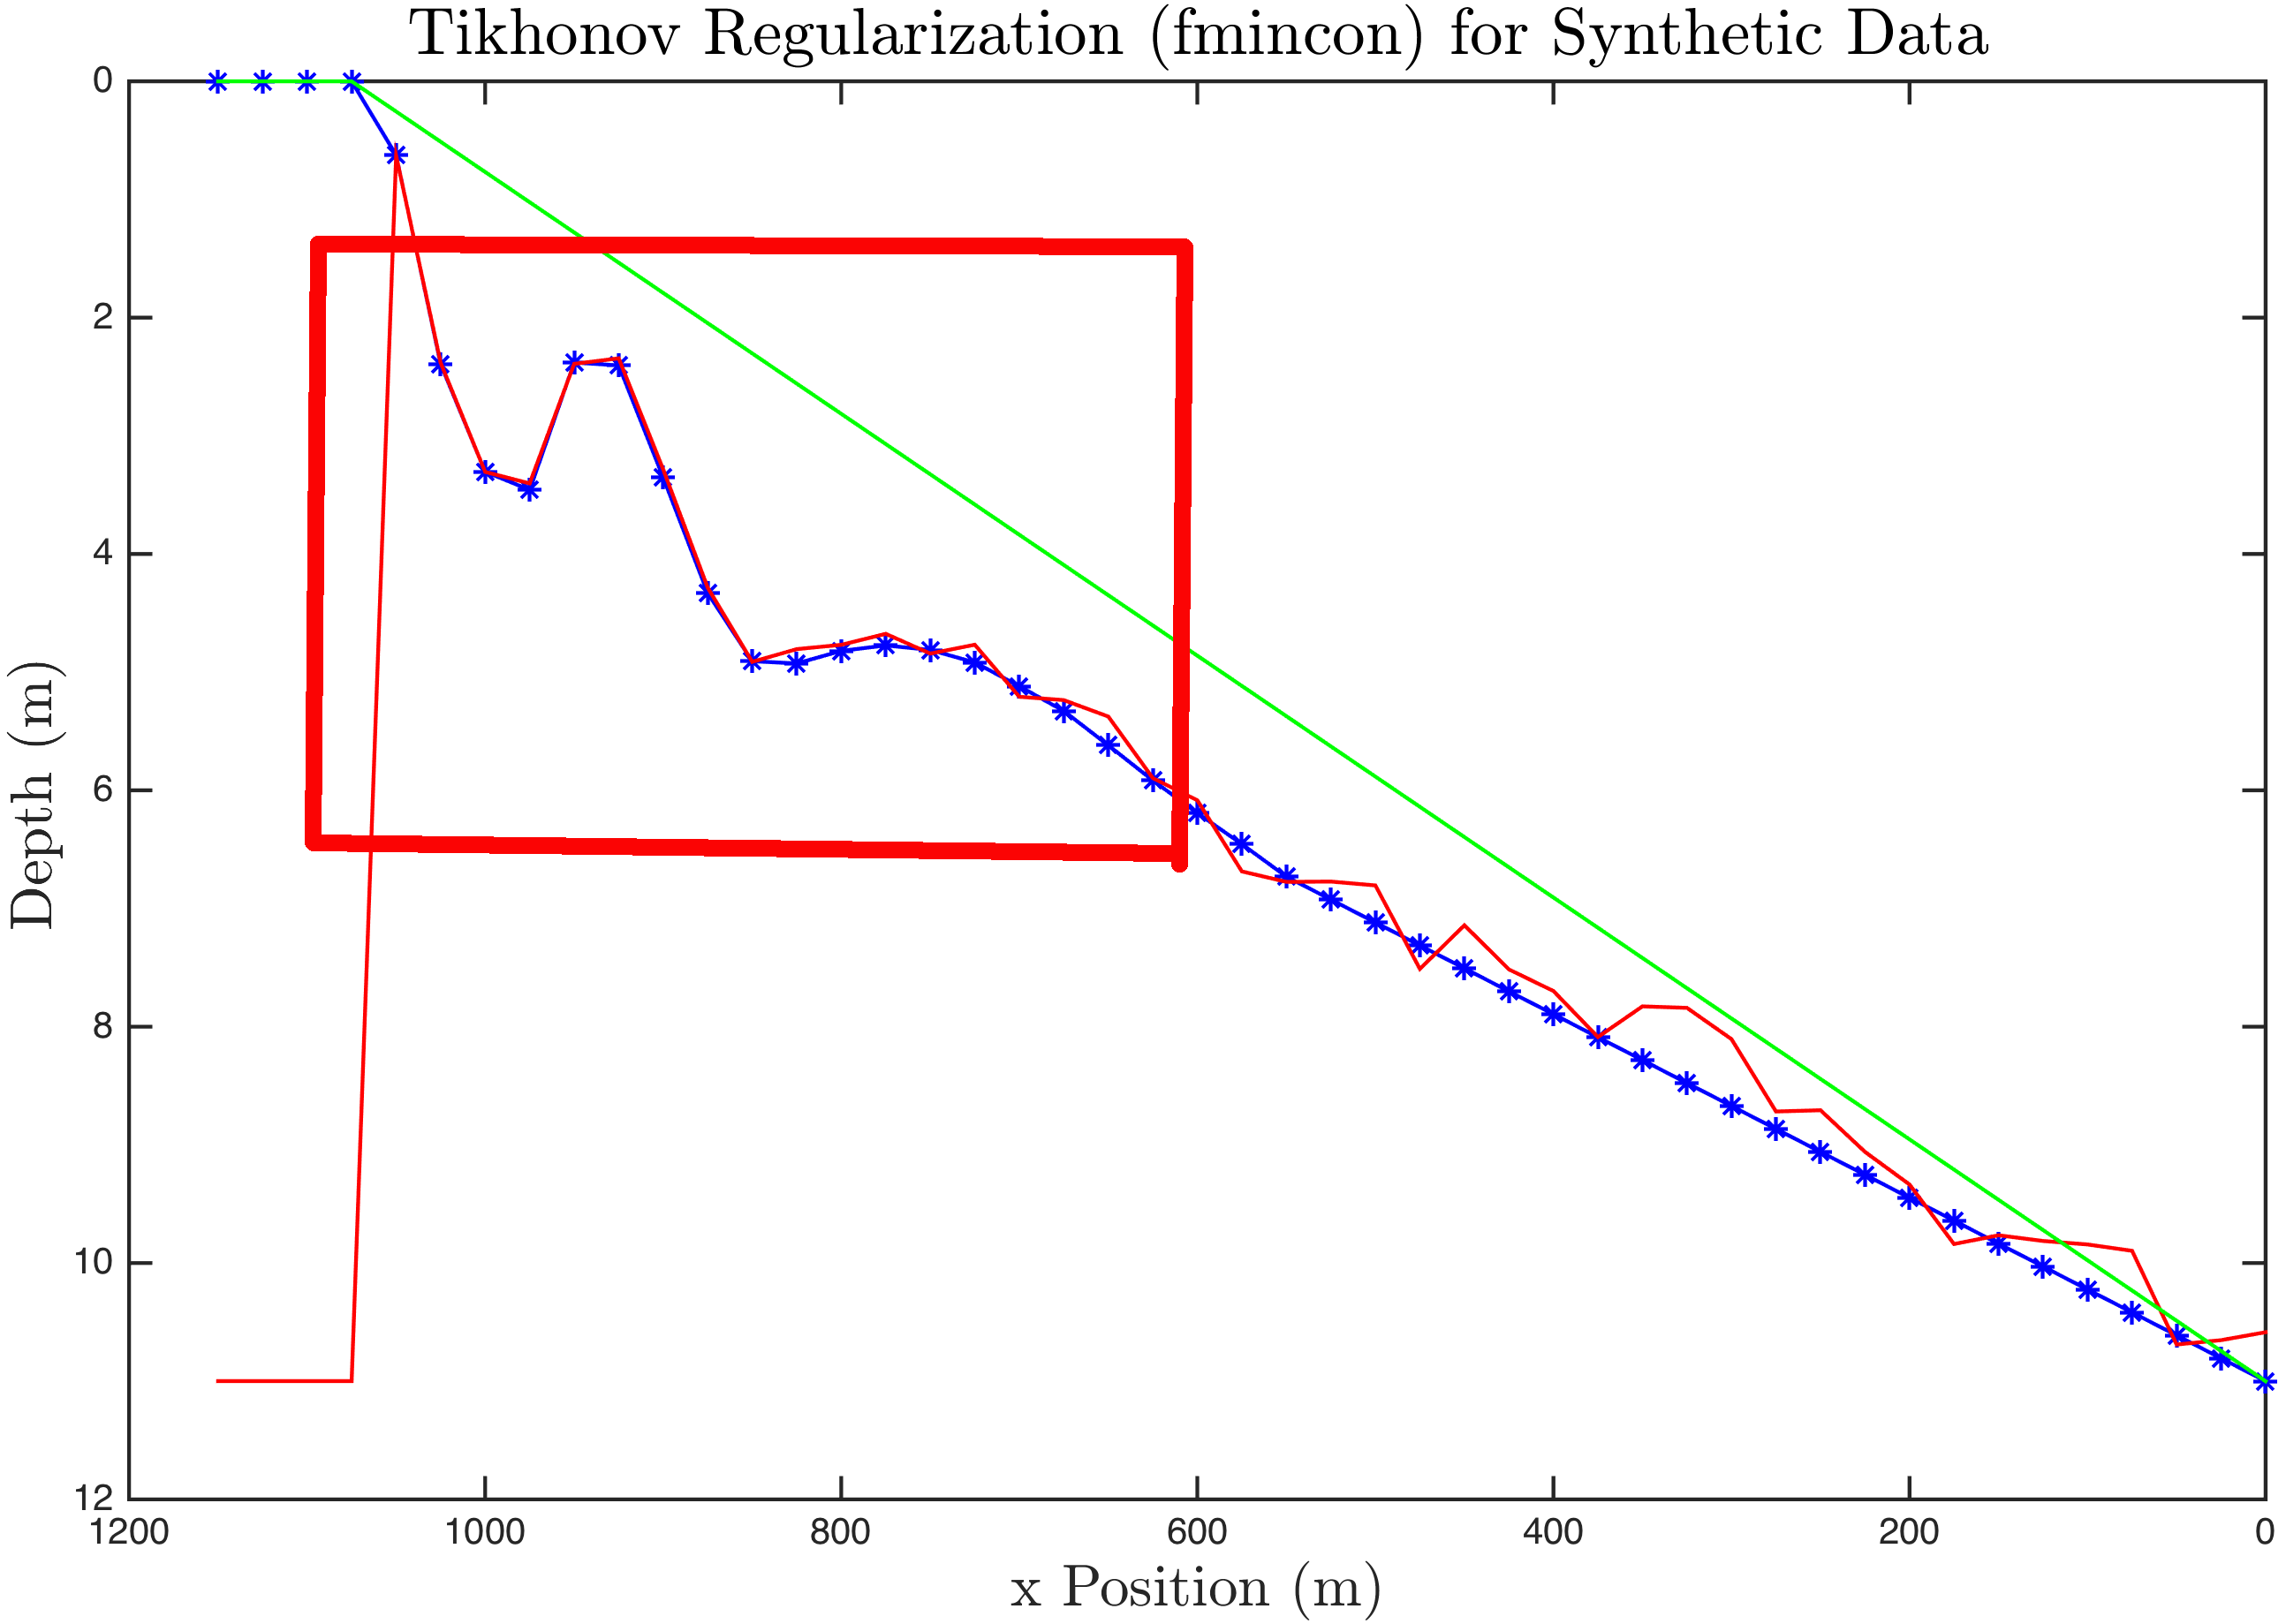 Tikhonov Regularization (fmincon) for Synthetic Data
0
2
4
6
8
10
12
Depth (m)
1200 1000 800 600 400 200 0
x Position (m)